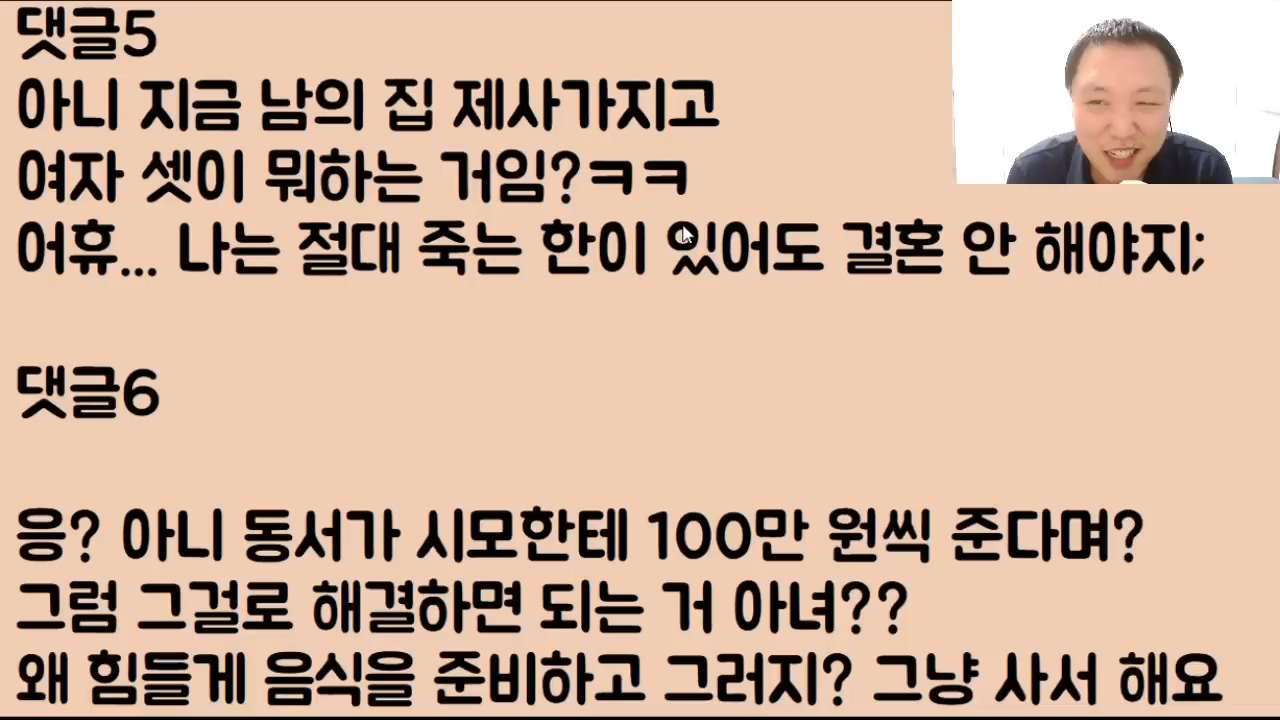 댓글5
아니 지금 남의 집 제사가지고
여자 셋이 뭐하는 거임?ㅋㅋ
어휴... 나는 절대 죽는 한이 있어도 결혼 안 해야지;
댓글6
응? 아니 동서가 시모한테 100만 원씩 준다며?
그럼 그걸로 해결하면 되는 거 아녀??
왜 힘들게 음식을 준비하고 그러지? 그냥 사서 해요